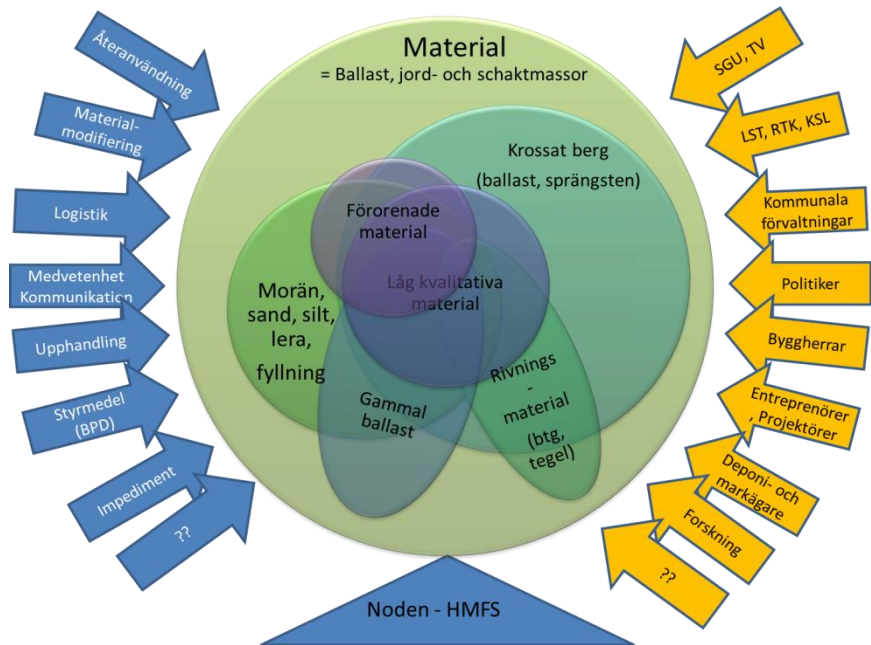 Material
= Ballast, jord- och schaktmassor
Återanvändning
Material-
modifiering
Logistik
Medvetenhet
Kommunikation
Upphandling
Styrmedel
(BPD)
Impediment
??
Krossat berg
(ballast, sprängsten)
Förorenade
material
Låg kvalitativa
material
Morän,
sand, silt,
lera,
fyllning
Gammal
ballast
Rivnings
-
material
(btg,
tegel)
SGU, TV
LST, RTK, KSL
Kommunala
förvaltningar
Politiker
Byggherrar
Entreprenörer
, Projektörer
Deponi- och
markägare
Forskning
??
Noden - HMFS